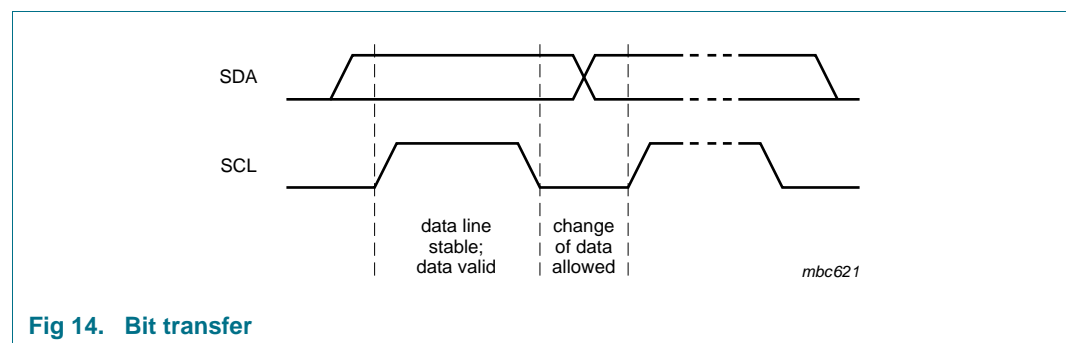 SDA
SCL
data line
stable;
data valid
change
of data
allowed
mbc621
Fig 14. Bit transfer